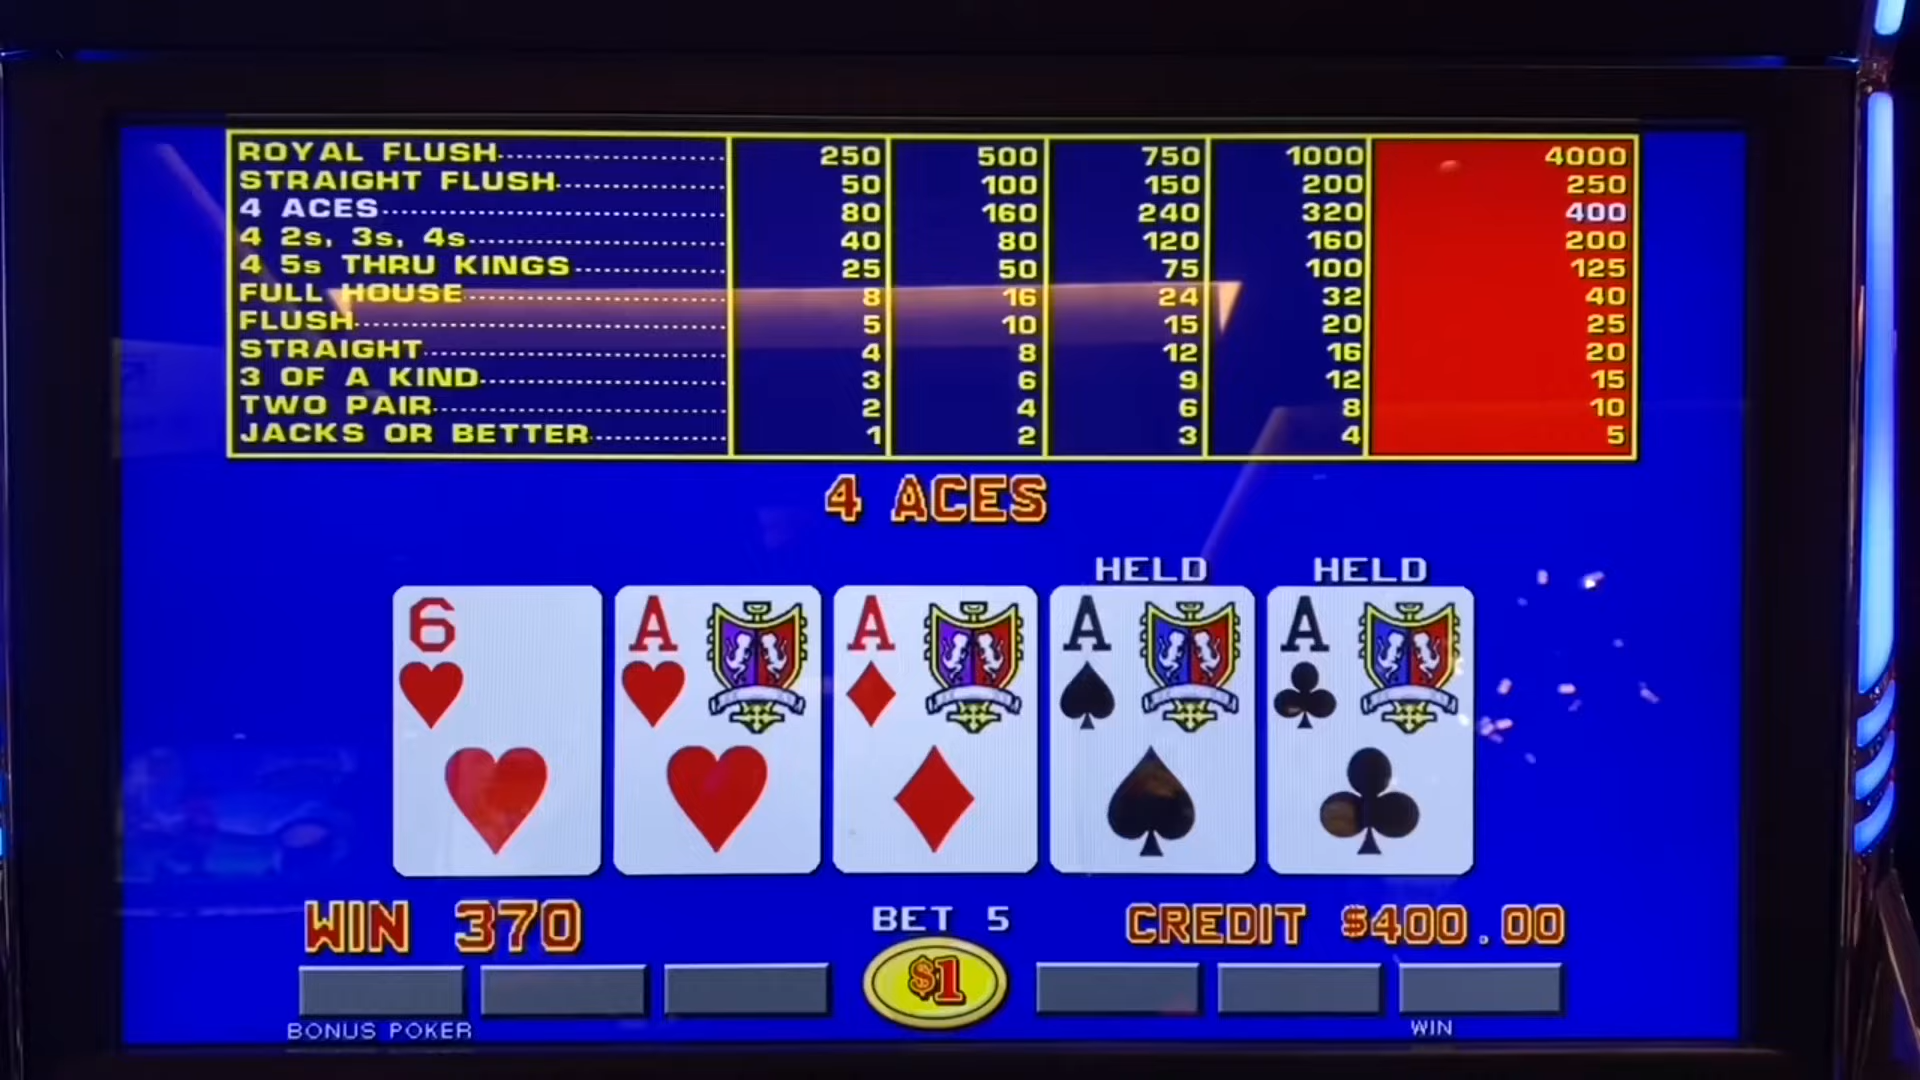 ROYAL FLUSH 250 500 750 1000 4000
STRAIGHT FLUSH 50 100 150 200 250
4 ACES 80 160 240 320 400
4 2s, 3s, 4s 40 80 120 160 200
4 5s THRU KINGS 25 50 75 100 125
FULL HOUSE 8 16 24 32 40
FLUSH 5 10 15 20 25
STRAIGHT 4 8 12 16 20
3 OF A KIND 3 6 9 12 15
TWO PAIR 2 4 6 8 10
JACKS OR BETTER 1 2 3 4 5
4 ACES
HELD HELD
6 A A A A
WIN 370 BET 5 CREDIT $400.00
$1
BONUS POKER WIN